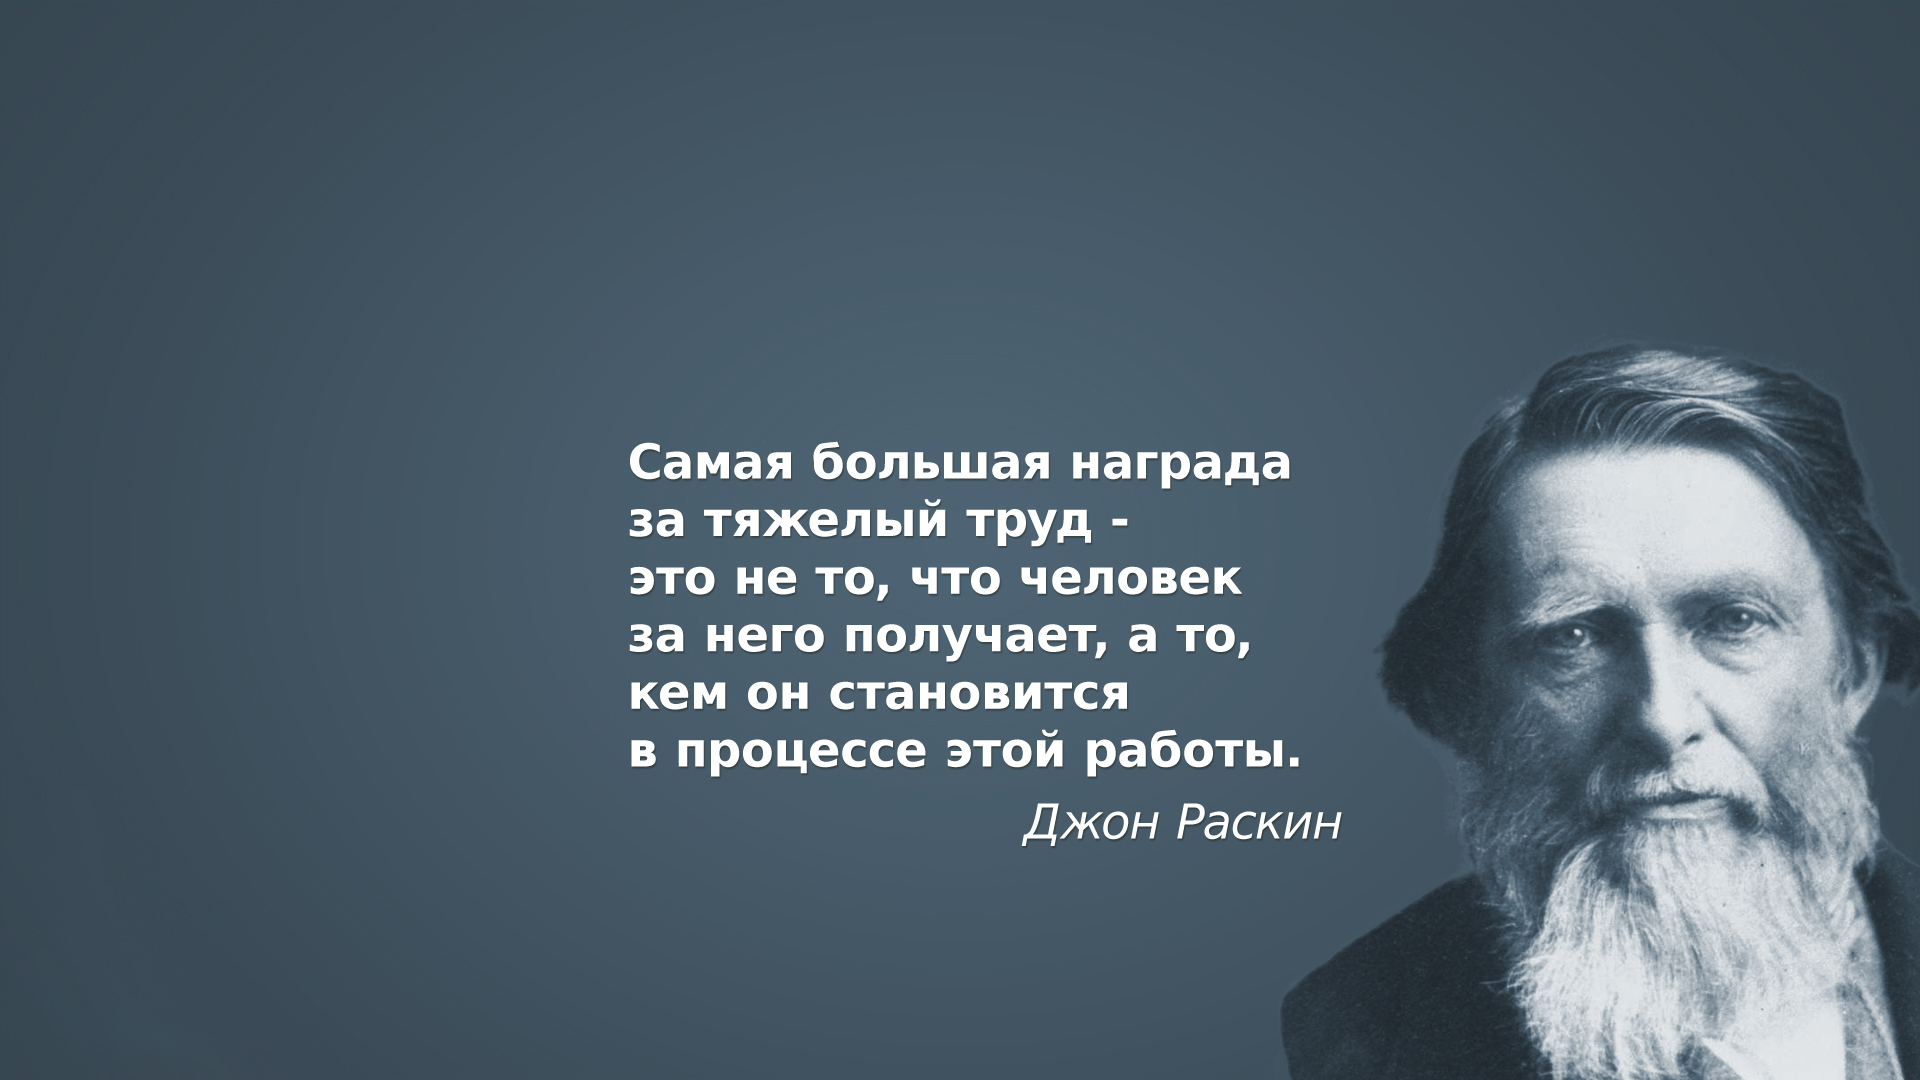 Самая большая награда
за тяжелый труд -
это не то, что человек
за него получает, а то,
кем он становится
в процессе этой работы.
Джон Раскин